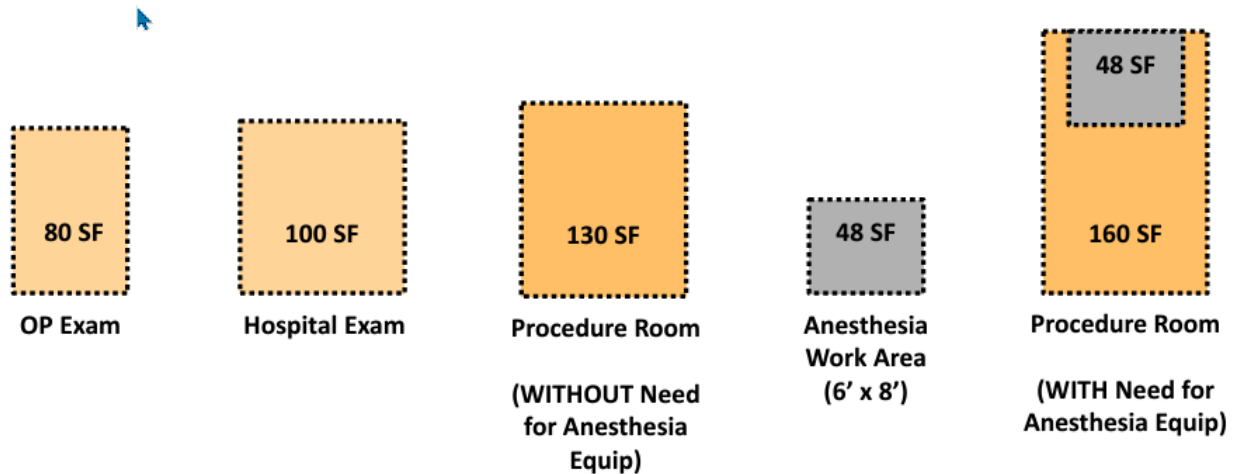 80 SF
OP Exam
100 SF
Hospital Exam
130 SF
Procedure Room
(WITHOUT Need
for Anesthesia
Equip)
48 SF
Anesthesia
Work Area
(6’ x 8’)
48 SF
160 SF
Procedure Room
(WITH Need for
Anesthesia Equip)